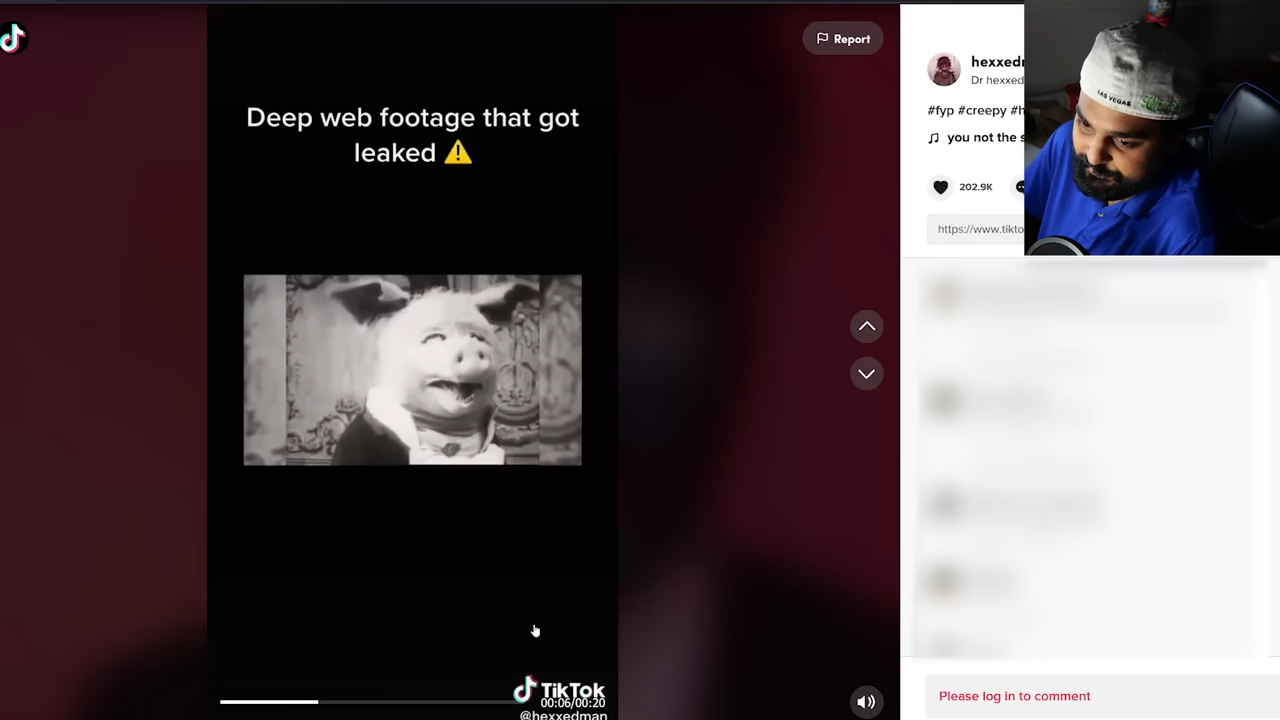 Report
Deep web footage that got
leaked ⚠️
TikTok
00:06/00:20
@hexxedman
Dr hexxed
#fyp #creepy
you not the
202.9K
https://www.tikto
LAS VEGAS
Please log in to comment